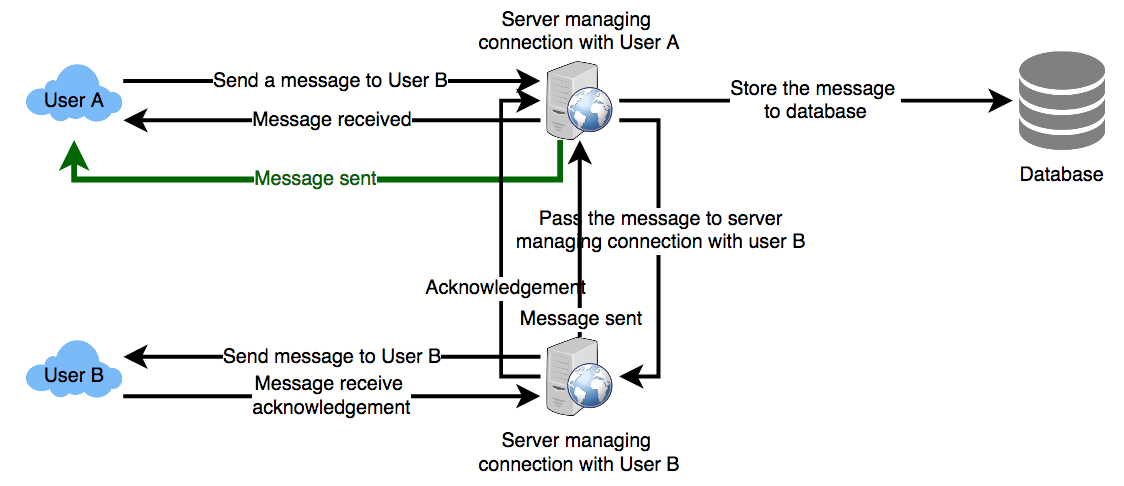 Server managing
connection with User A
User A
Send a message to User B
Message received
Message sent
Store the message
to database
Database
Pass the message to server
managing connection with user B
Acknowledgement
Message sent
User B
Send message to User B
Message receive
acknowledgement
Server managing
connection with User B